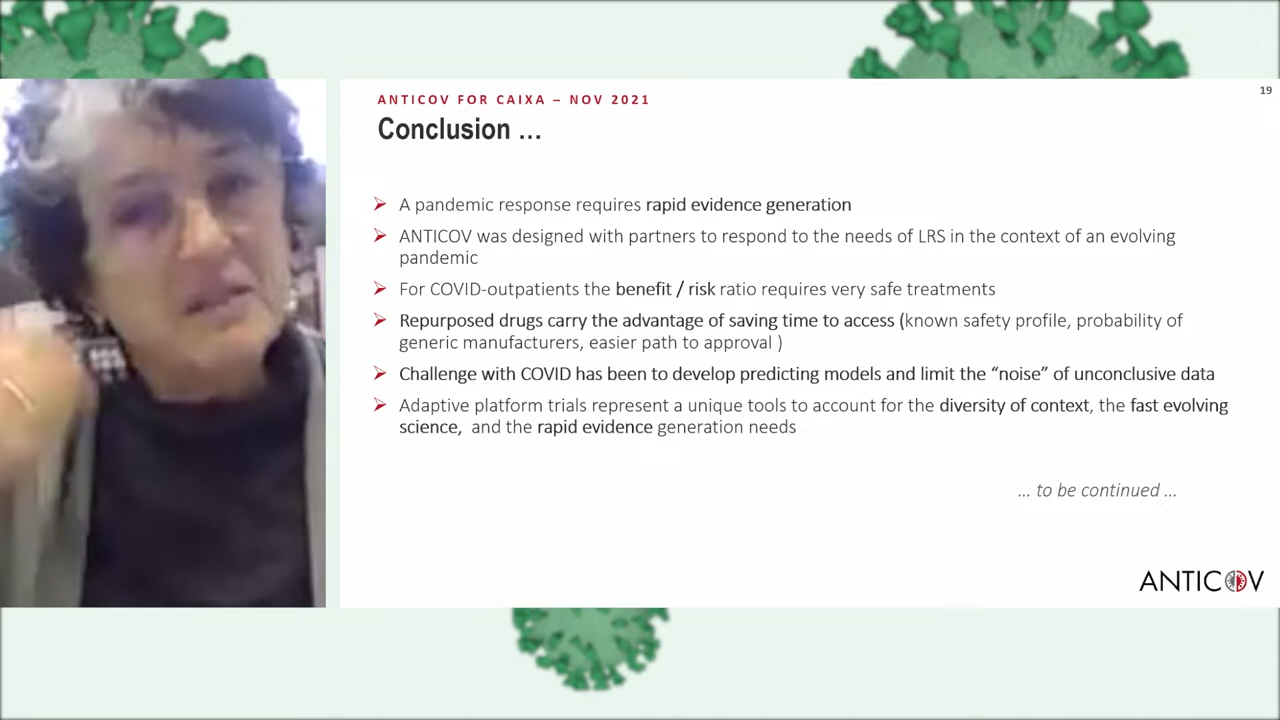 19
ANTICOV FOR CAIXA – NOV 2021
Conclusion ...
➢ A pandemic response requires rapid evidence generation
➢ ANTICOV was designed with partners to respond to the needs of LRS in the context of an evolving
pandemic
➢ For COVID-outpatients the benefit / risk ratio requires very safe treatments
➢ Repurposed drugs carry the advantage of saving time to access (known safety profile, probability of
generic manufacturers, easier path to approval )
➢ Challenge with COVID has been to develop predicting models and limit the “noise” of unconclusive data
➢ Adaptive platform trials represent a unique tools to account for the diversity of context, the fast evolving
science, and the rapid evidence generation needs
... to be continued ...
ANTICOV